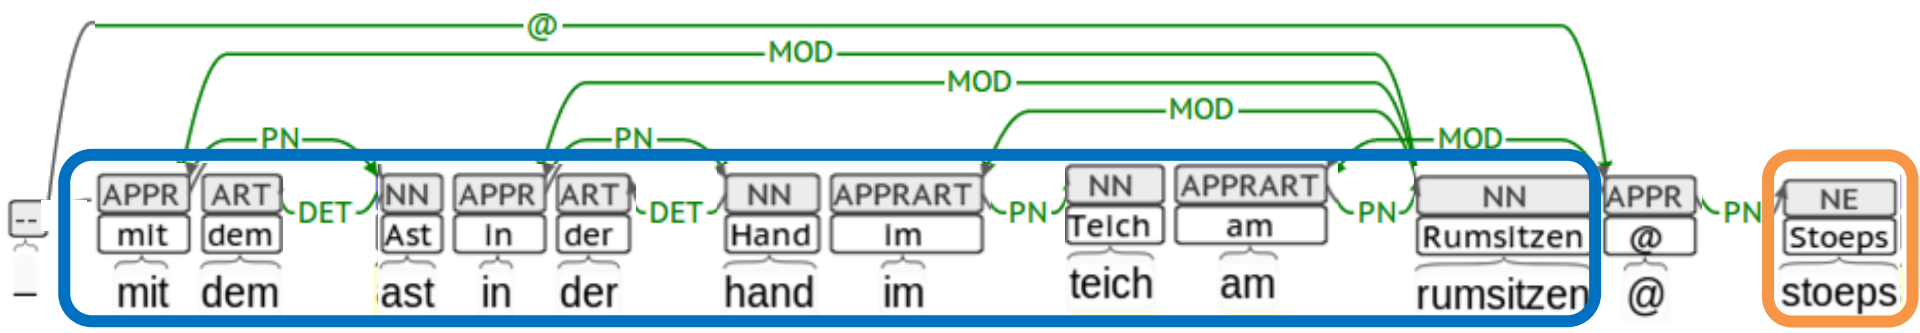 @
MOD
MOD
MOD
PN PN MOD
-- APPR ART DET NN APPR ART DET NN APPRART PN NN APPRART PN NN APPR PN NE
mit dem Ast in der Hand im Teich am Rumsitzen @ Stoeps
_ mit dem ast in der hand im teich am rumsitzen @ stoeps